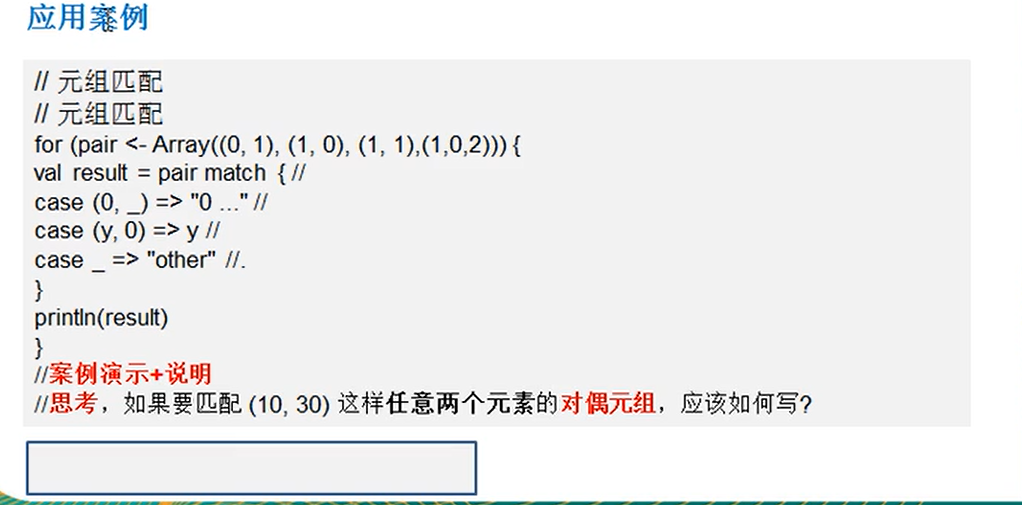 应用案例
// 元组匹配
// 元组匹配
for (pair <- Array((0, 1), (1, 0), (1, 1),(1,0,2))) {
val result = pair match { //
case (0, _) => "0 ..." //
case (y, 0) => y //
case _ => "other" //.
}
println(result)
}
//案例演示+说明
//思考，如果要匹配 (10, 30) 这样任意两个元素的对偶元组，应该如何写?